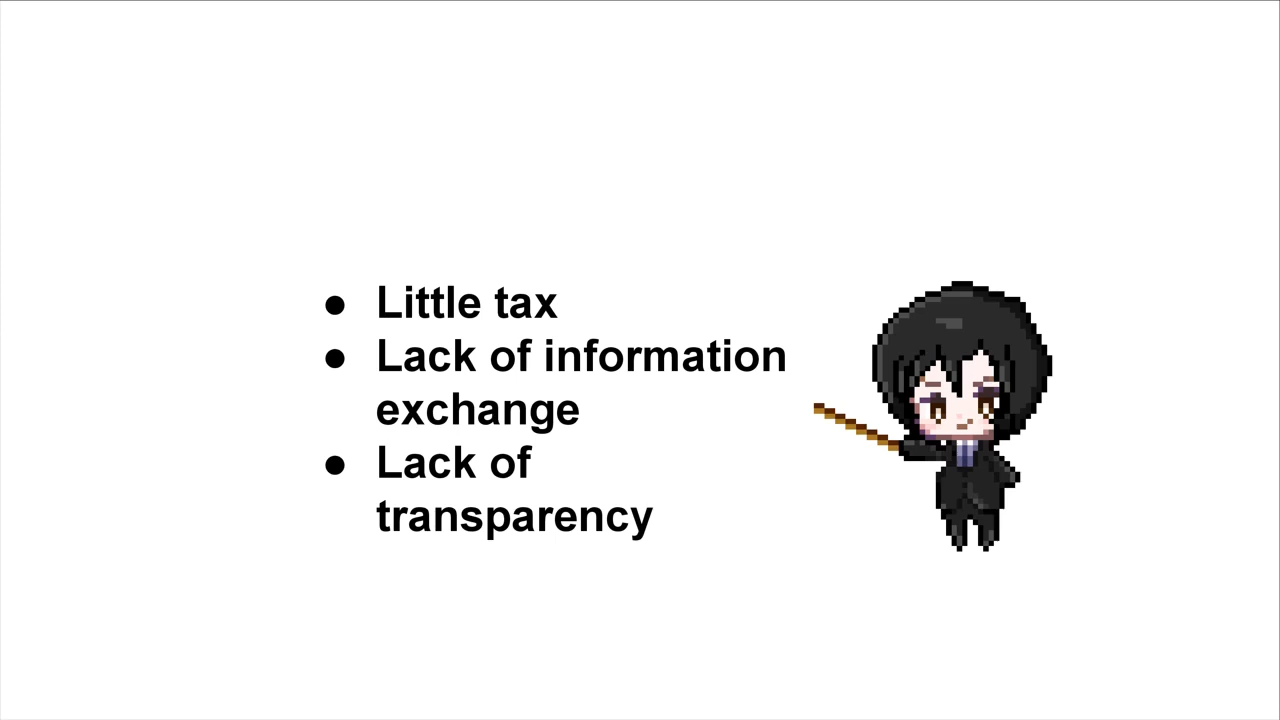 ● Little tax
● Lack of information
exchange
● Lack of
transparency